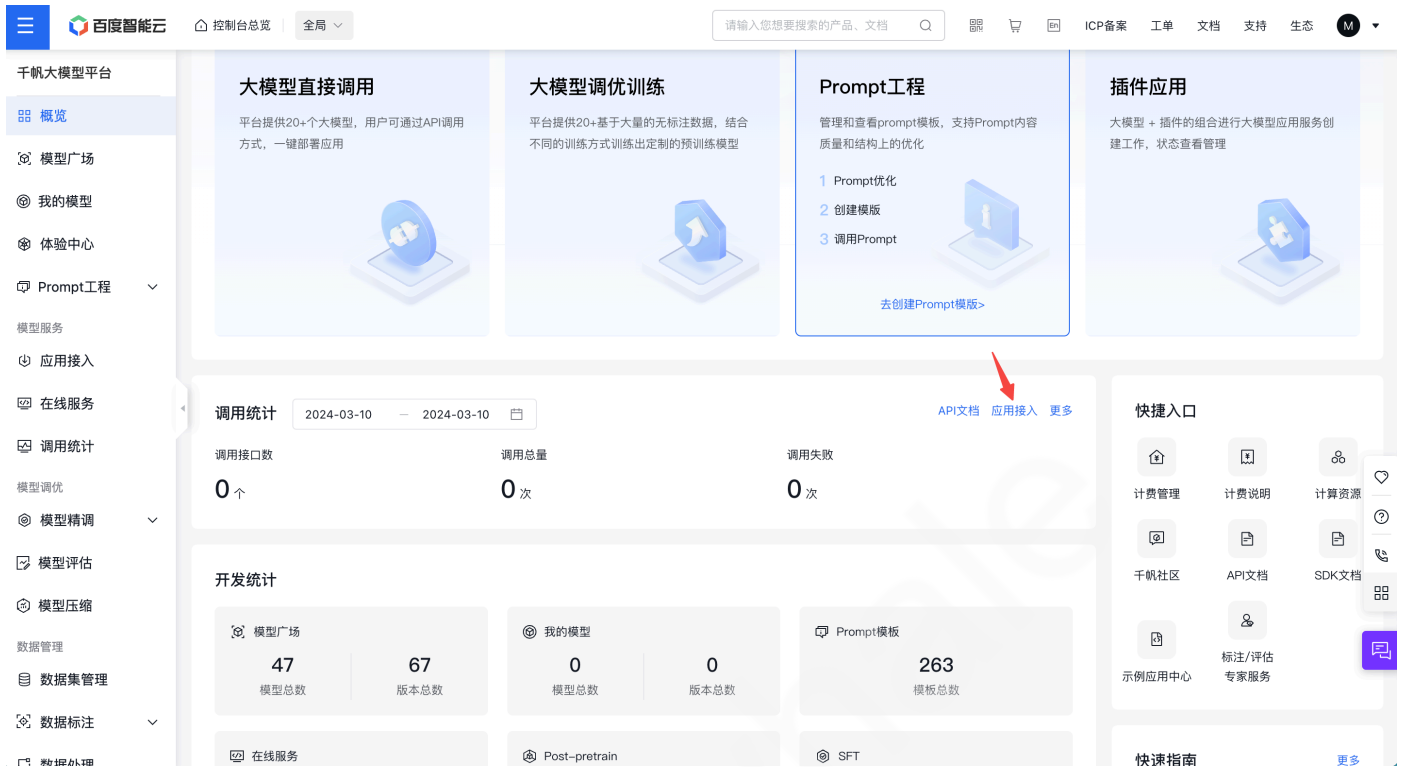 百度智能云
控制台总览
全局
请输入您想要搜索的产品、文档
En
ICP备案
工单
文档
支持
生态
M
千帆大模型平台
概览
模型广场
我的模型
体验中心
Prompt工程
模型服务
应用接入
在线服务
调用统计
模型调优
模型精调
模型评估
模型压缩
数据管理
数据集管理
数据标注
数据处理
大模型直接调用
平台提供20+个大模型，用户可通过API调用
方式，一键部署应用
大模型调优训练
平台提供20+基于大量的无标注数据，结合
不同的训练方式训练出定制的预训练模型
Prompt工程
管理和查看prompt模板，支持Prompt内容
质量和结构上的优化
1 Prompt优化
2 创建模版
3 调用Prompt
去创建Prompt模版>
插件应用
大模型 + 插件的组合进行大模型应用服务创
建工作，状态查看管理
调用统计
2024-03-10 — 2024-03-10
API文档 应用接入 更多
调用接口数
0 个
调用总量
0 次
调用失败
0 次
开发统计
模型广场
47
模型总数
67
版本总数
我的模型
0
模型总数
0
版本总数
Prompt模板
263
模板总数
在线服务
Post-pretrain
SFT
快捷入口
计费管理
计费说明
计算资源
千帆社区
API文档
SDK文档
示例应用中心
标注/评估
专家服务
快速指南
更多